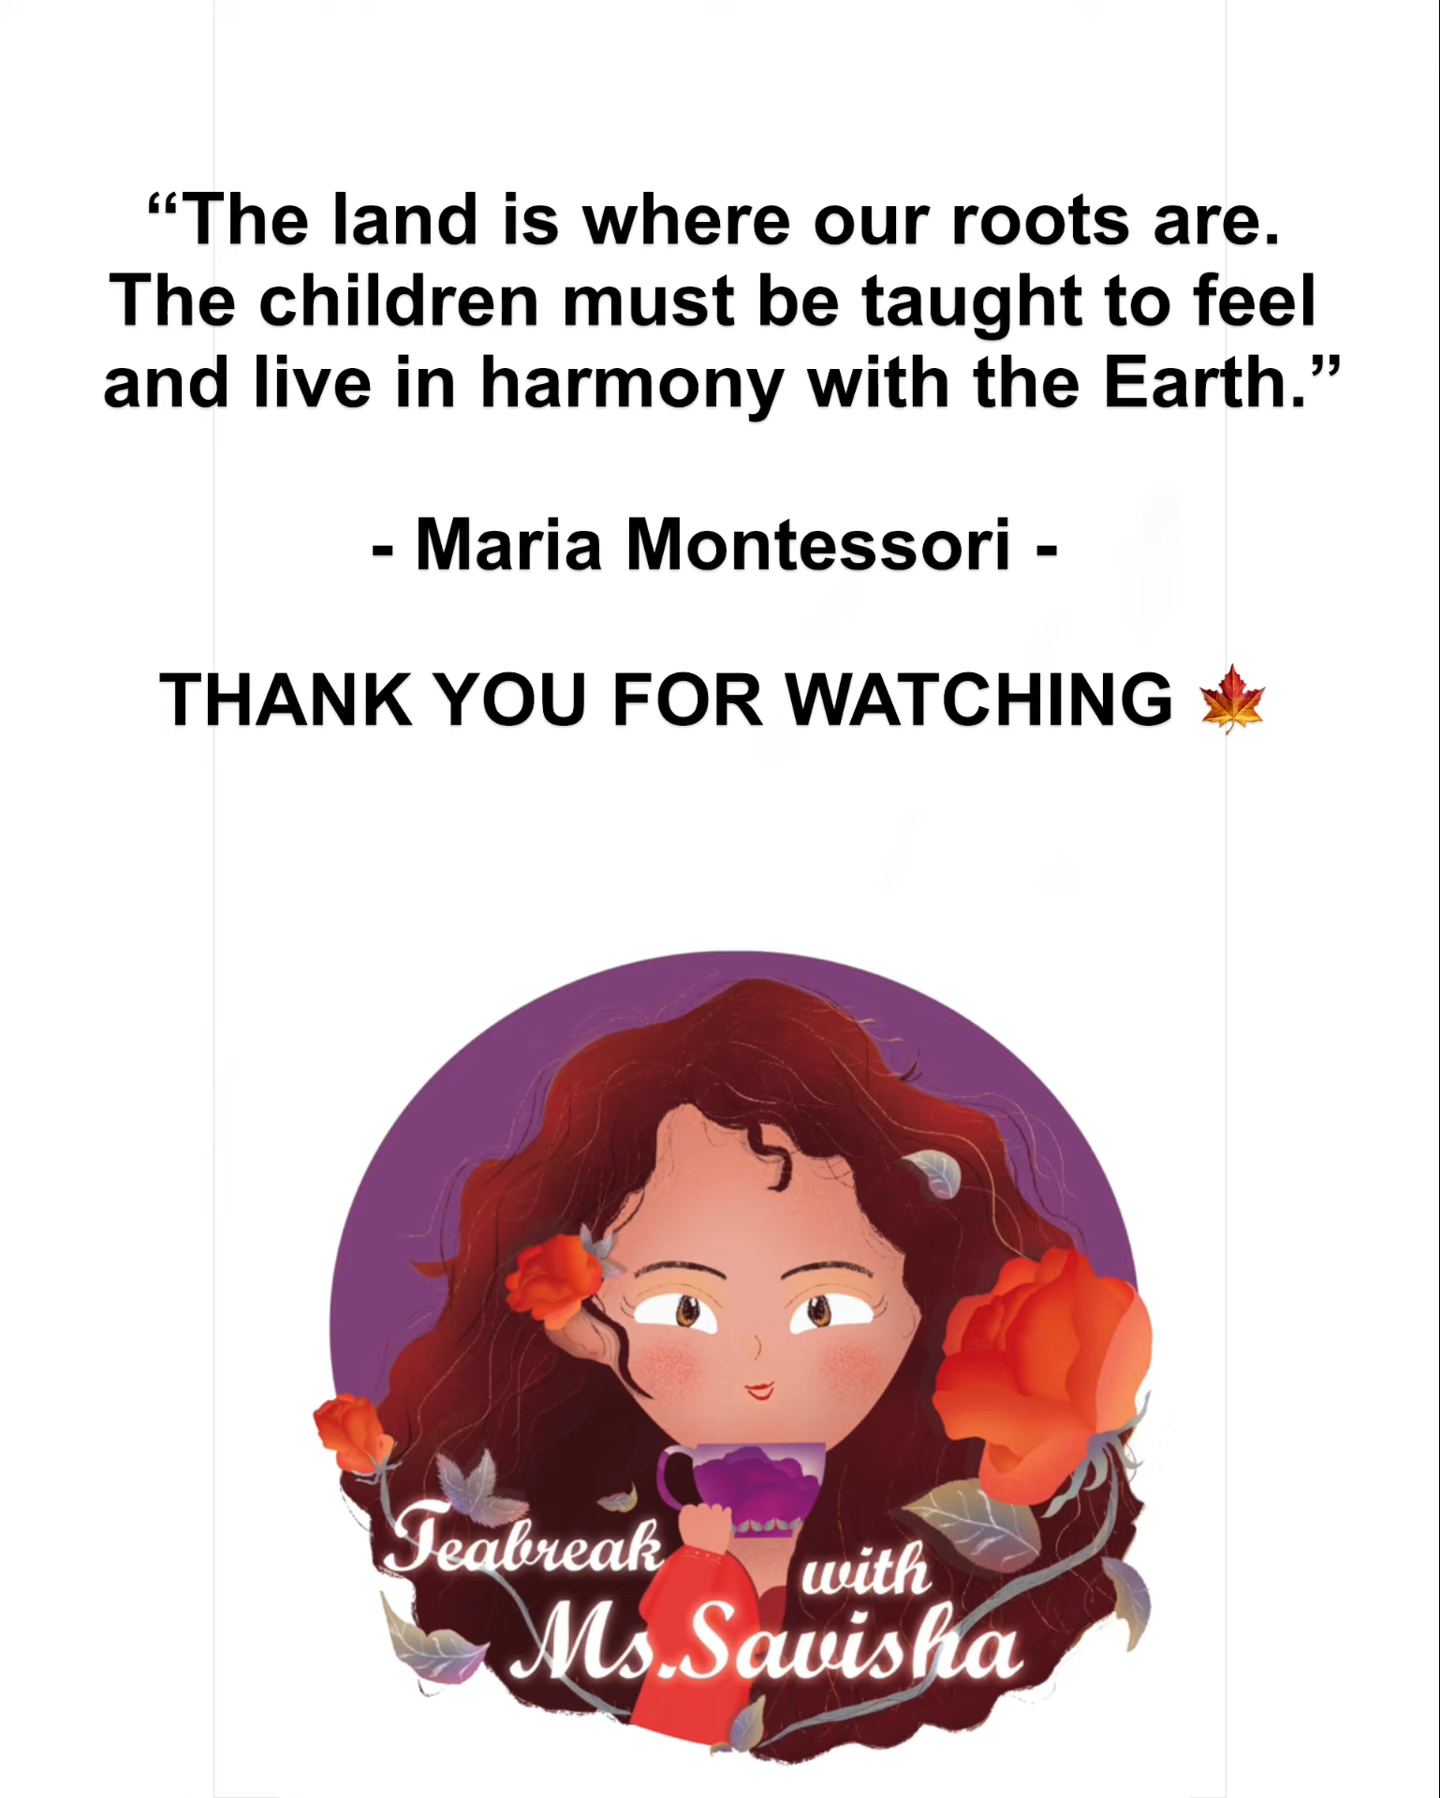 “The land is where our roots are.
The children must be taught to feel
and live in harmony with the Earth.”
- Maria Montessori -
THANK YOU FOR WATCHING 🍁
Teabreak
with
Ms.Savisha